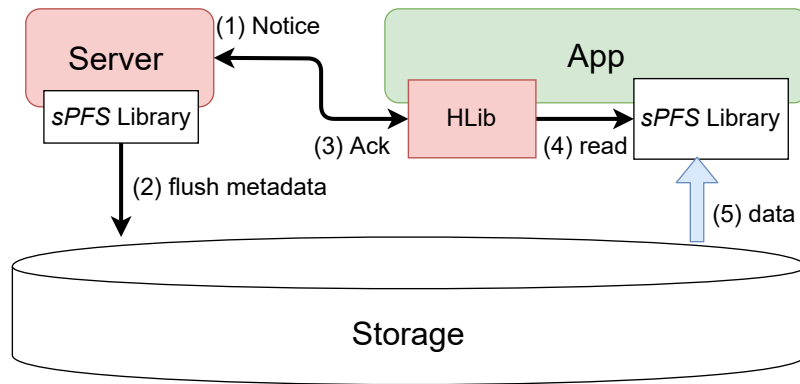 (1) Notice
Server
App
sPFS Library
HLib
sPFS Library
(3) Ack
(4) read
(2) flush metadata
(5) data
Storage